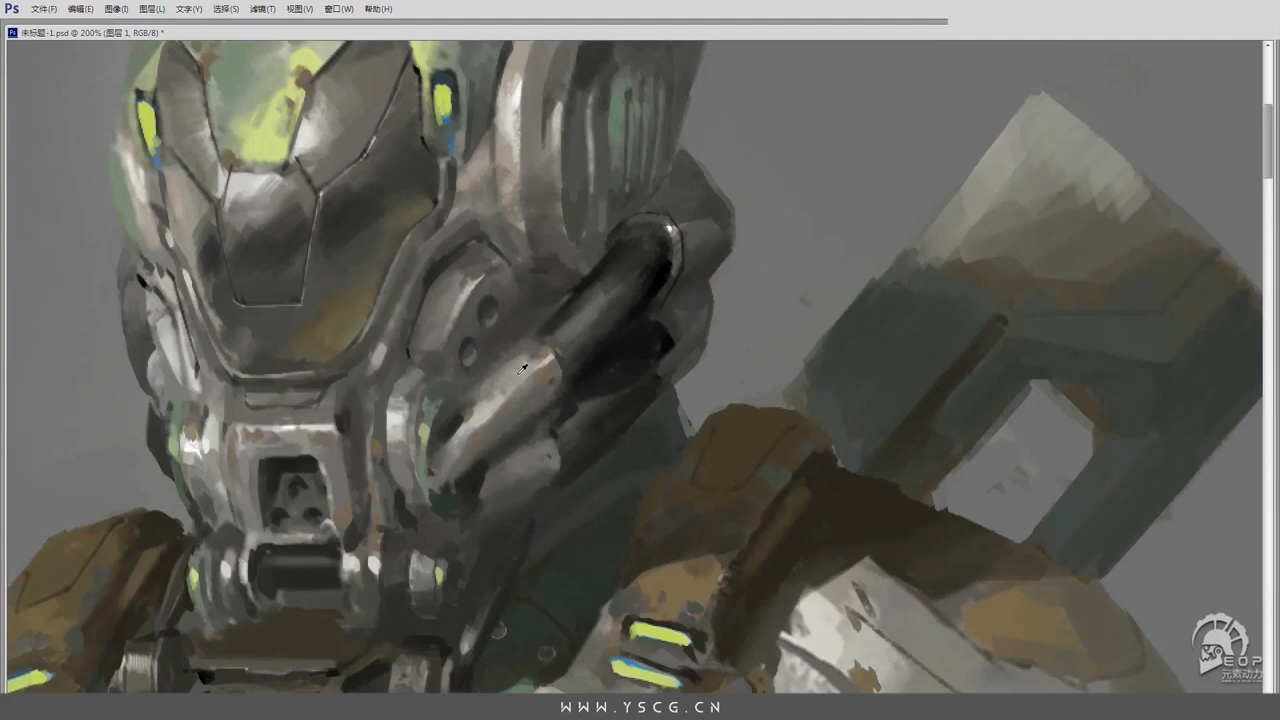 Ps 文件(F) 编辑(E) 图像(I) 图层(L) 文字(Y) 选择(S) 滤镜(T) 视图(V) 窗口(W) 帮助(H)
Ps 未标题-1.psd @ 200% (图层 1, RGB/8) *
EOP
元素动力
WWW.YSCG.CN